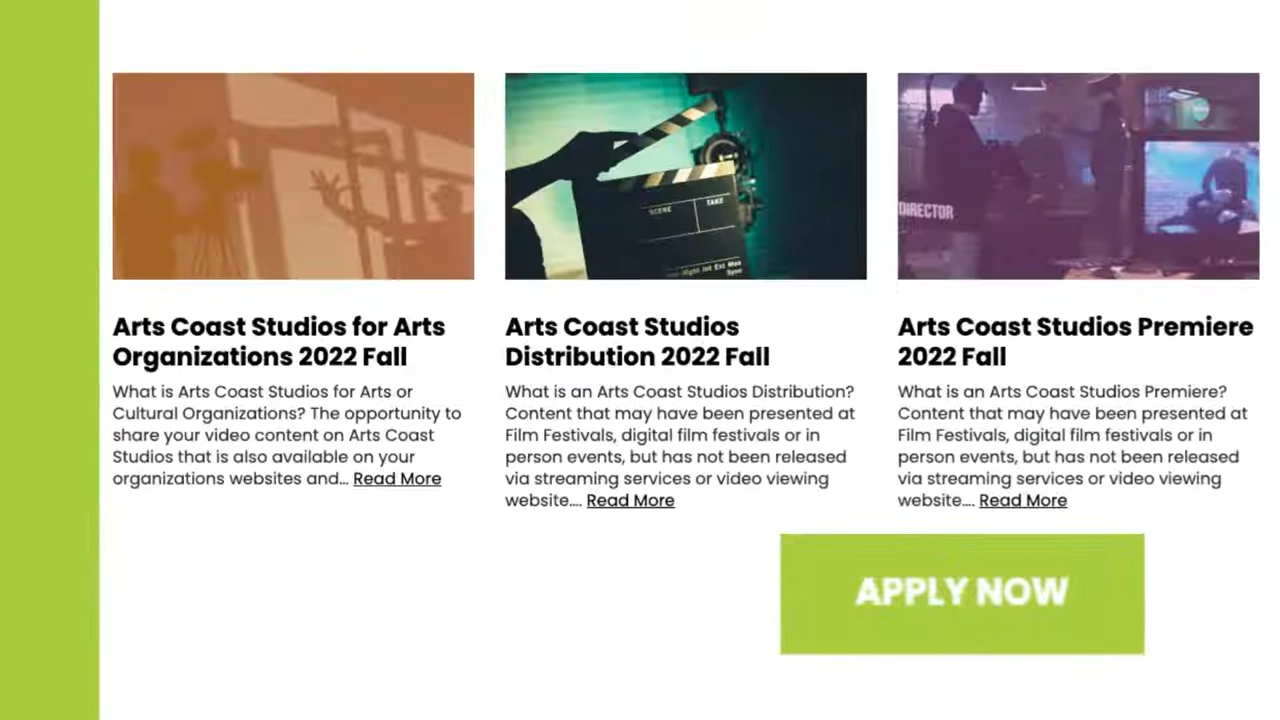 DIRECTOR
SCENE
TAKE
Night Int Ext Mos
Sync
Arts Coast Studios for Arts
Organizations 2022 Fall
What is Arts Coast Studios for Arts or
Cultural Organizations? The opportunity to
share your video content on Arts Coast
Studios that is also available on your
organizations websites and... Read More
Arts Coast Studios
Distribution 2022 Fall
What is an Arts Coast Studios Distribution?
Content that may have been presented at
Film Festivals, digital film festivals or in
person events, but has not been released
via streaming services or video viewing
website.... Read More
Arts Coast Studios Premiere
2022 Fall
What is an Arts Coast Studios Premiere?
Content that may have been presented at
Film Festivals, digital film festivals or in
person events, but has not been released
via streaming services or video viewing
website.... Read More
APPLY NOW